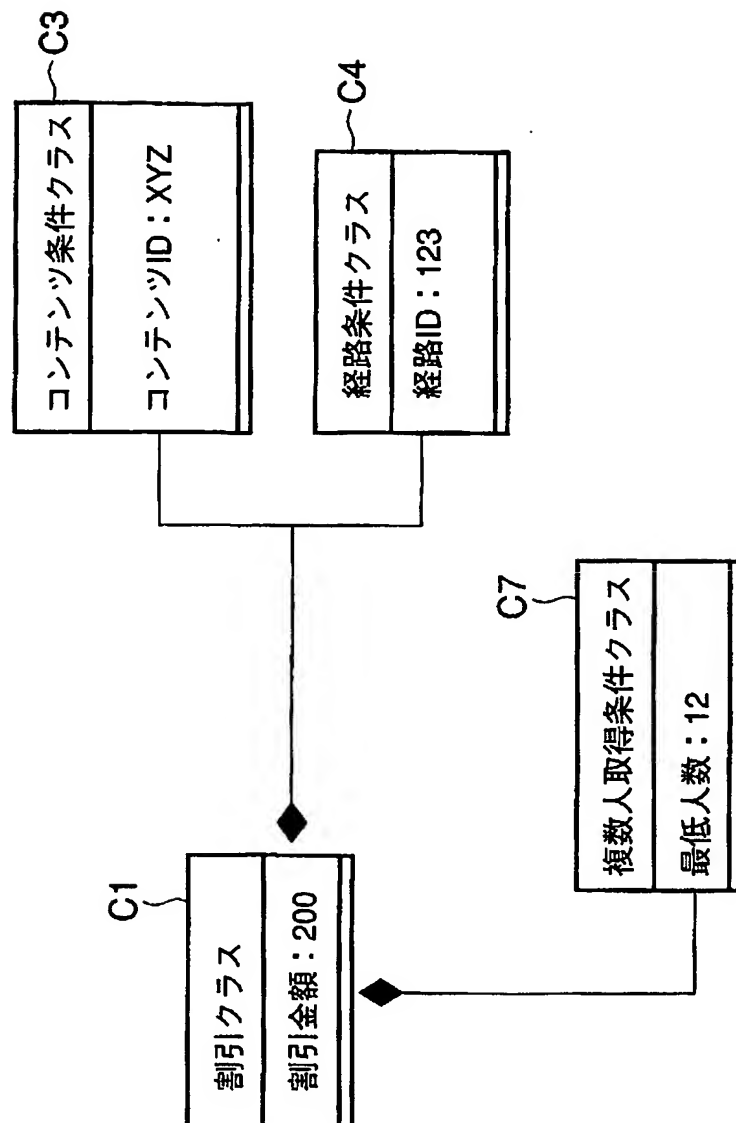 C1
割引クラス
割引金額:200
C3
コンテンツ条件クラス
コンテンツID:XYZ
C4
経路条件クラス
経路ID:123
C7
複数人取得条件クラス
最低人数:12